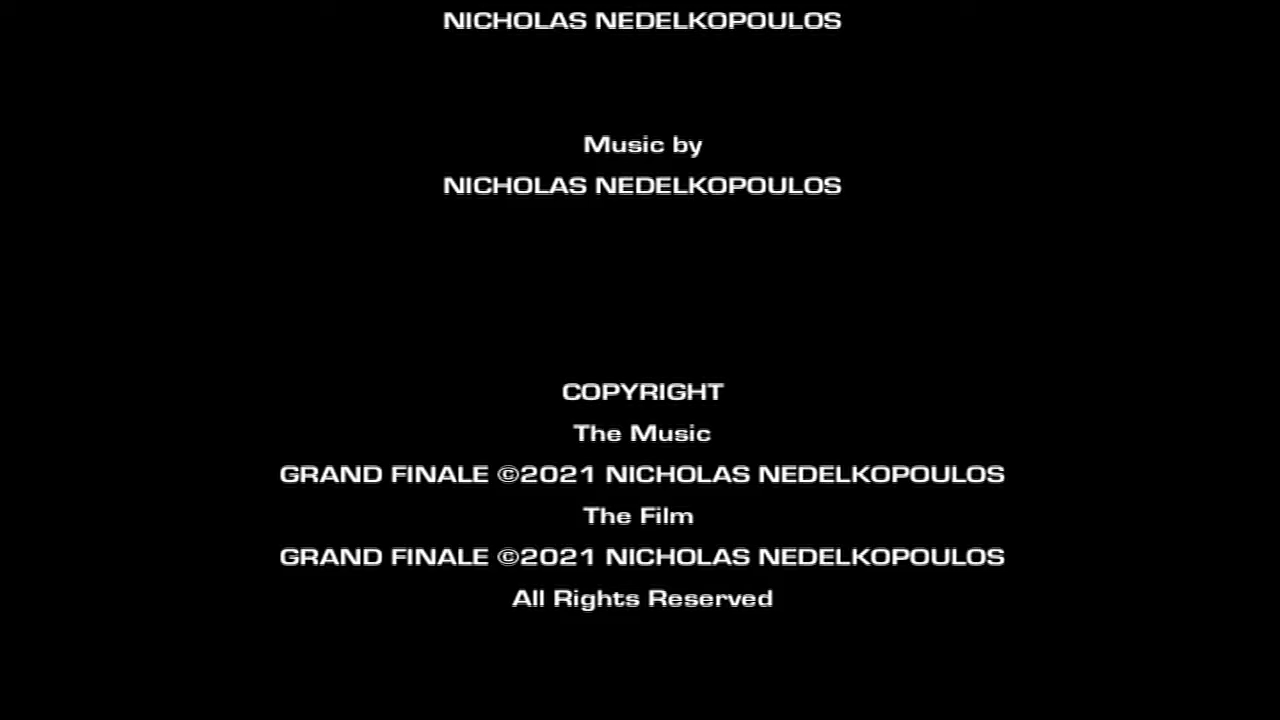 NICHOLAS NEDELKOPOULOS
Music by
NICHOLAS NEDELKOPOULOS
COPYRIGHT
The Music
GRAND FINALE ©2021 NICHOLAS NEDELKOPOULOS
The Film
GRAND FINALE ©2021 NICHOLAS NEDELKOPOULOS
All Rights Reserved